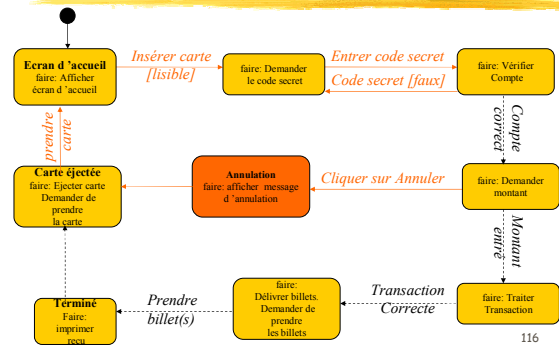 Ecran d ’accueil
faire: Afficher
écran d ’accueil
Insérer carte
[lisible]
faire: Demander
le code secret
Entrer code secret
Code secret [faux]
faire: Vérifier
Compte
prendre
carte
Compte
correct
Carte éjectée
faire: Ejecter carte
Demander de
prendre
la carte
Annulation
faire: afficher message
d ’annulation
Cliquer sur Annuler
faire: Demander
montant
Montant
entré
Terminé
Faire:
imprimer
reçu
Prendre
billet(s)
faire:
Délivrer billets.
Demander de
prendre
les billets
Transaction
Correcte
faire: Traiter
Transaction
116